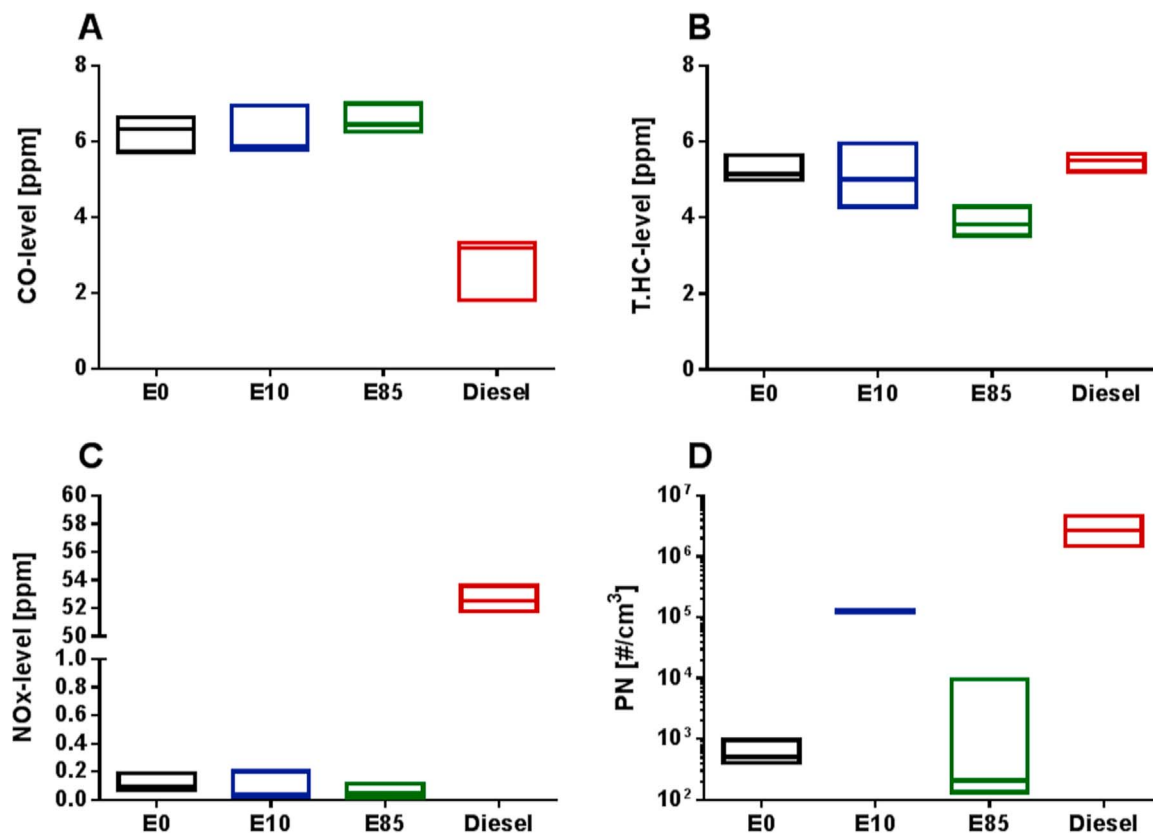 A
CO-level [ppm]
8
6
4
2
0
E0 E10 E85 Diesel
B
T.HC-level [ppm]
8
6
4
2
0
E0 E10 E85 Diesel
C
NOx-level [ppm]
60
58
56
54
52
50
1.0
0.8
0.6
0.4
0.2
0.0
E0 E10 E85 Diesel
D
PN [#/cm³]
10⁷
10⁶
10⁵
10⁴
10³
10²
E0 E10 E85 Diesel